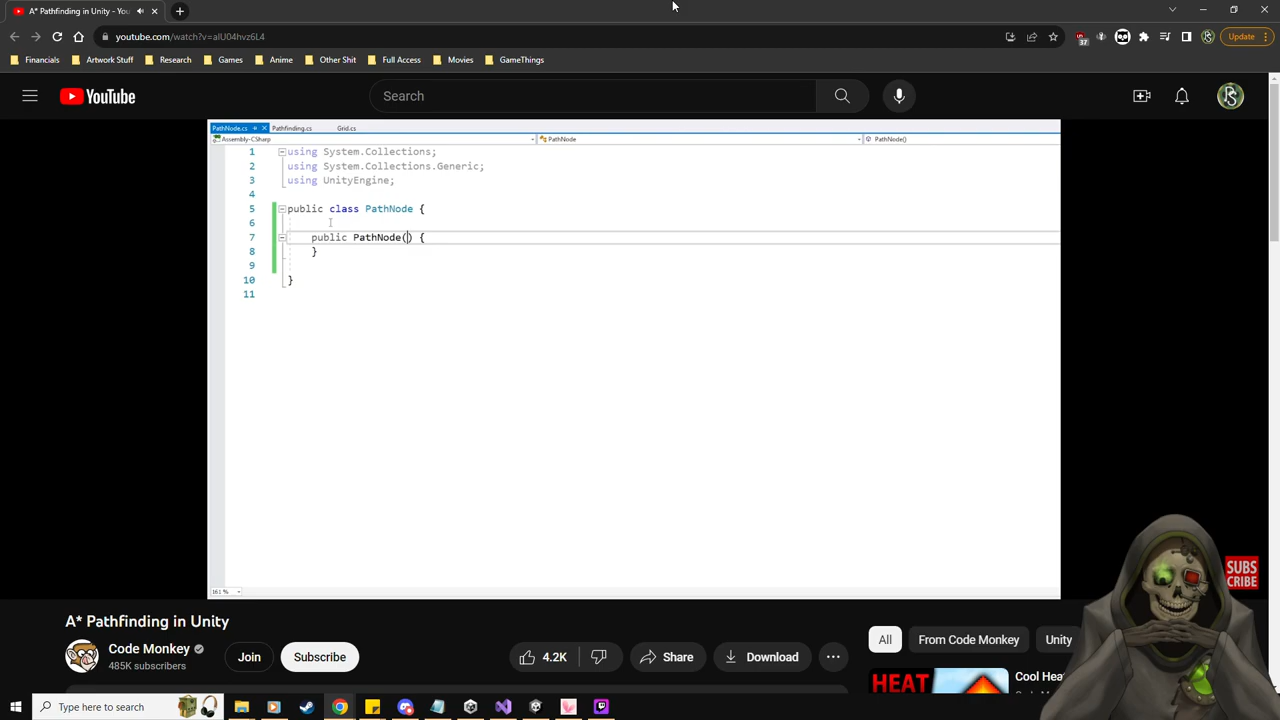 A* Pathfinding in Unity - You
youtube.com/watch?v=alU04hvz6L4
37
Update
Financials
Artwork Stuff
Research
Games
Anime
Other Shit
Full Access
Movies
GameThings
YouTube
Search
PathNode.cs
Pathfinding.cs
Grid.cs
Assembly-CSharp
PathNode
PathNode()
1 using System.Collections;
2 using System.Collections.Generic;
3 using UnityEngine;
4
5 public class PathNode {
6
7 public PathNode() {
8 }
9
10 }
11
161 %
SUBS
CRIBE
A* Pathfinding in Unity
Code Monkey
485K subscribers
Join
Subscribe
4.2K
Share
Download
All
From Code Monkey
Unity
HEAT
Cool Hea
Type here to search